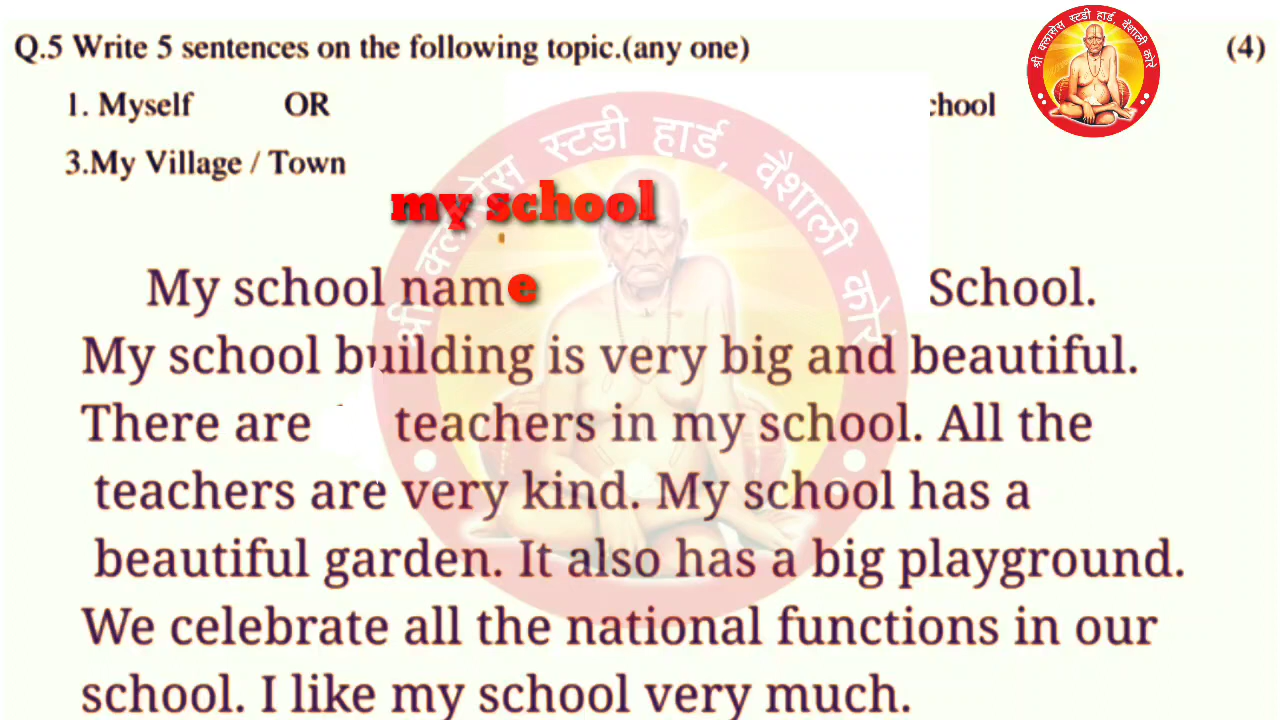 Q.5 Write 5 sentences on the following topic.(any one) (4)
1. Myself OR chool
3.My Village / Town
my school
My school name School.
My school building is very big and beautiful.
There are teachers in my school. All the
teachers are very kind. My school has a
beautiful garden. It also has a big playground.
We celebrate all the national functions in our
school. I like my school very much.
श्री क्लासेस स्टडी हार्ड, वैशाली कोरे
श्री क्लासेस स्टडी हार्ड, वैशाली कोरे